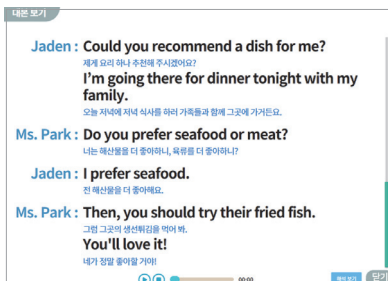 대본 보기
Jaden : Could you recommend a dish for me?
제게 요리 하나 추천해 주시겠어요?
I'm going there for dinner tonight with my
family.
오늘 저녁에 저녁 식사를 하러 가족들과 함께 그곳에 가거든요.
Ms. Park : Do you prefer seafood or meat?
너는 해산물을 더 좋아하니, 육류를 더 좋아하니?
Jaden : I prefer seafood.
전 해산물을 더 좋아해요.
Ms. Park : Then, you should try their fried fish.
그럼 그곳의 생선튀김을 먹어 봐.
You'll love it!
네가 정말 좋아할 거야!
00:00 해석 보기 닫기